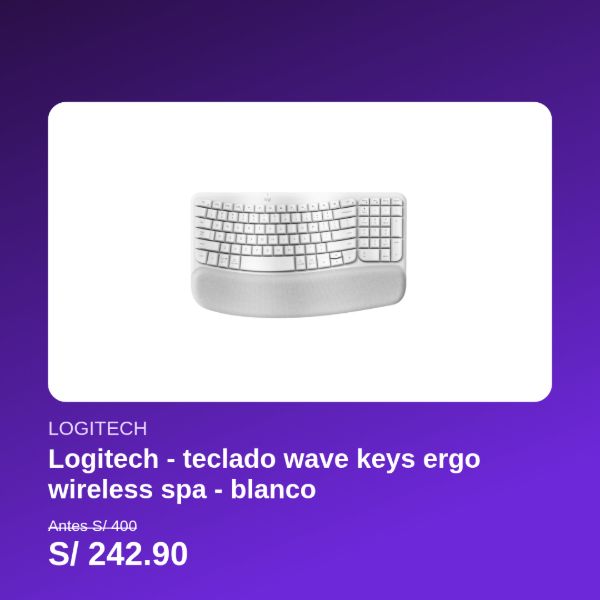 LOGITECH
Logitech - teclado wave keys ergo
wireless spa - blanco
Antes S/ 400
S/ 242.90